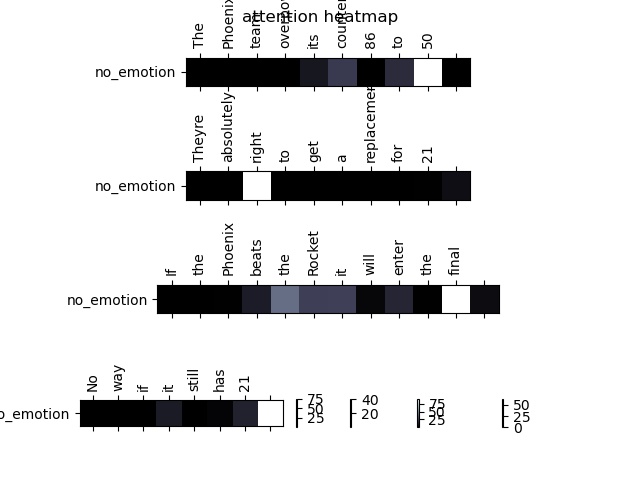 attention heatmap
The Phoenix team its 86 to 50
no_emotion
Theyre absolutely right to get a for 21
no_emotion
If the Phoenix beats the Rocket it will enter the final
no_emotion
No way if it still has 21
o_emotion
75 50 25
40 20
75 50 25
50 25 0